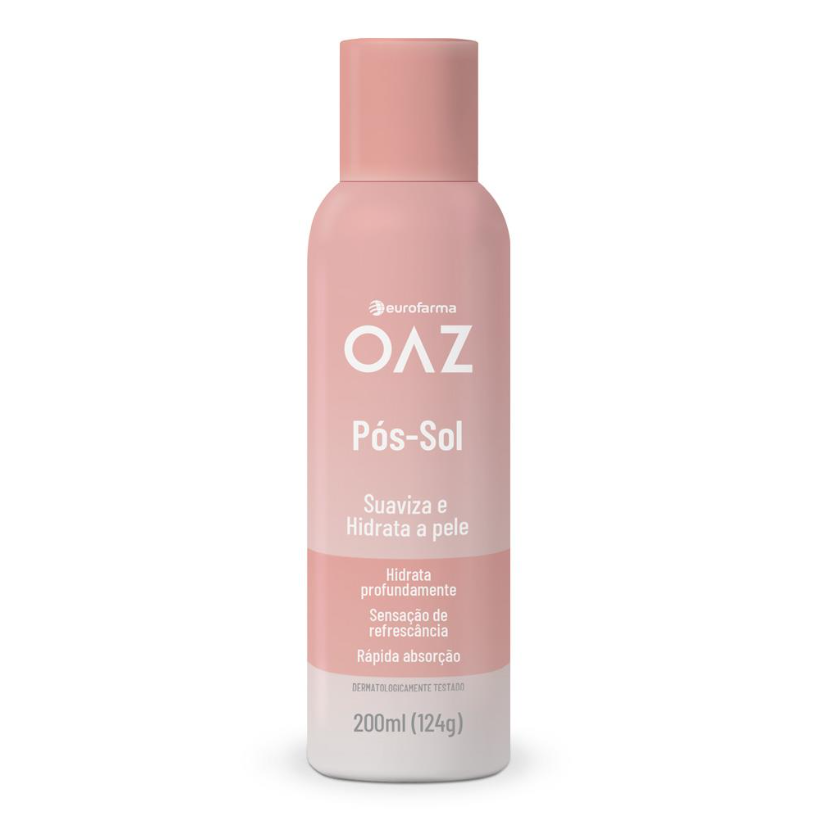 eurofarma
OAZ
Pós-Sol
Suaviza e
Hidrata a pele
Hidrata
profundamente
Sensação de
refrescância
Rápida absorção
DERMATOLOGICAMENTE TESTADO
200ml (124g)